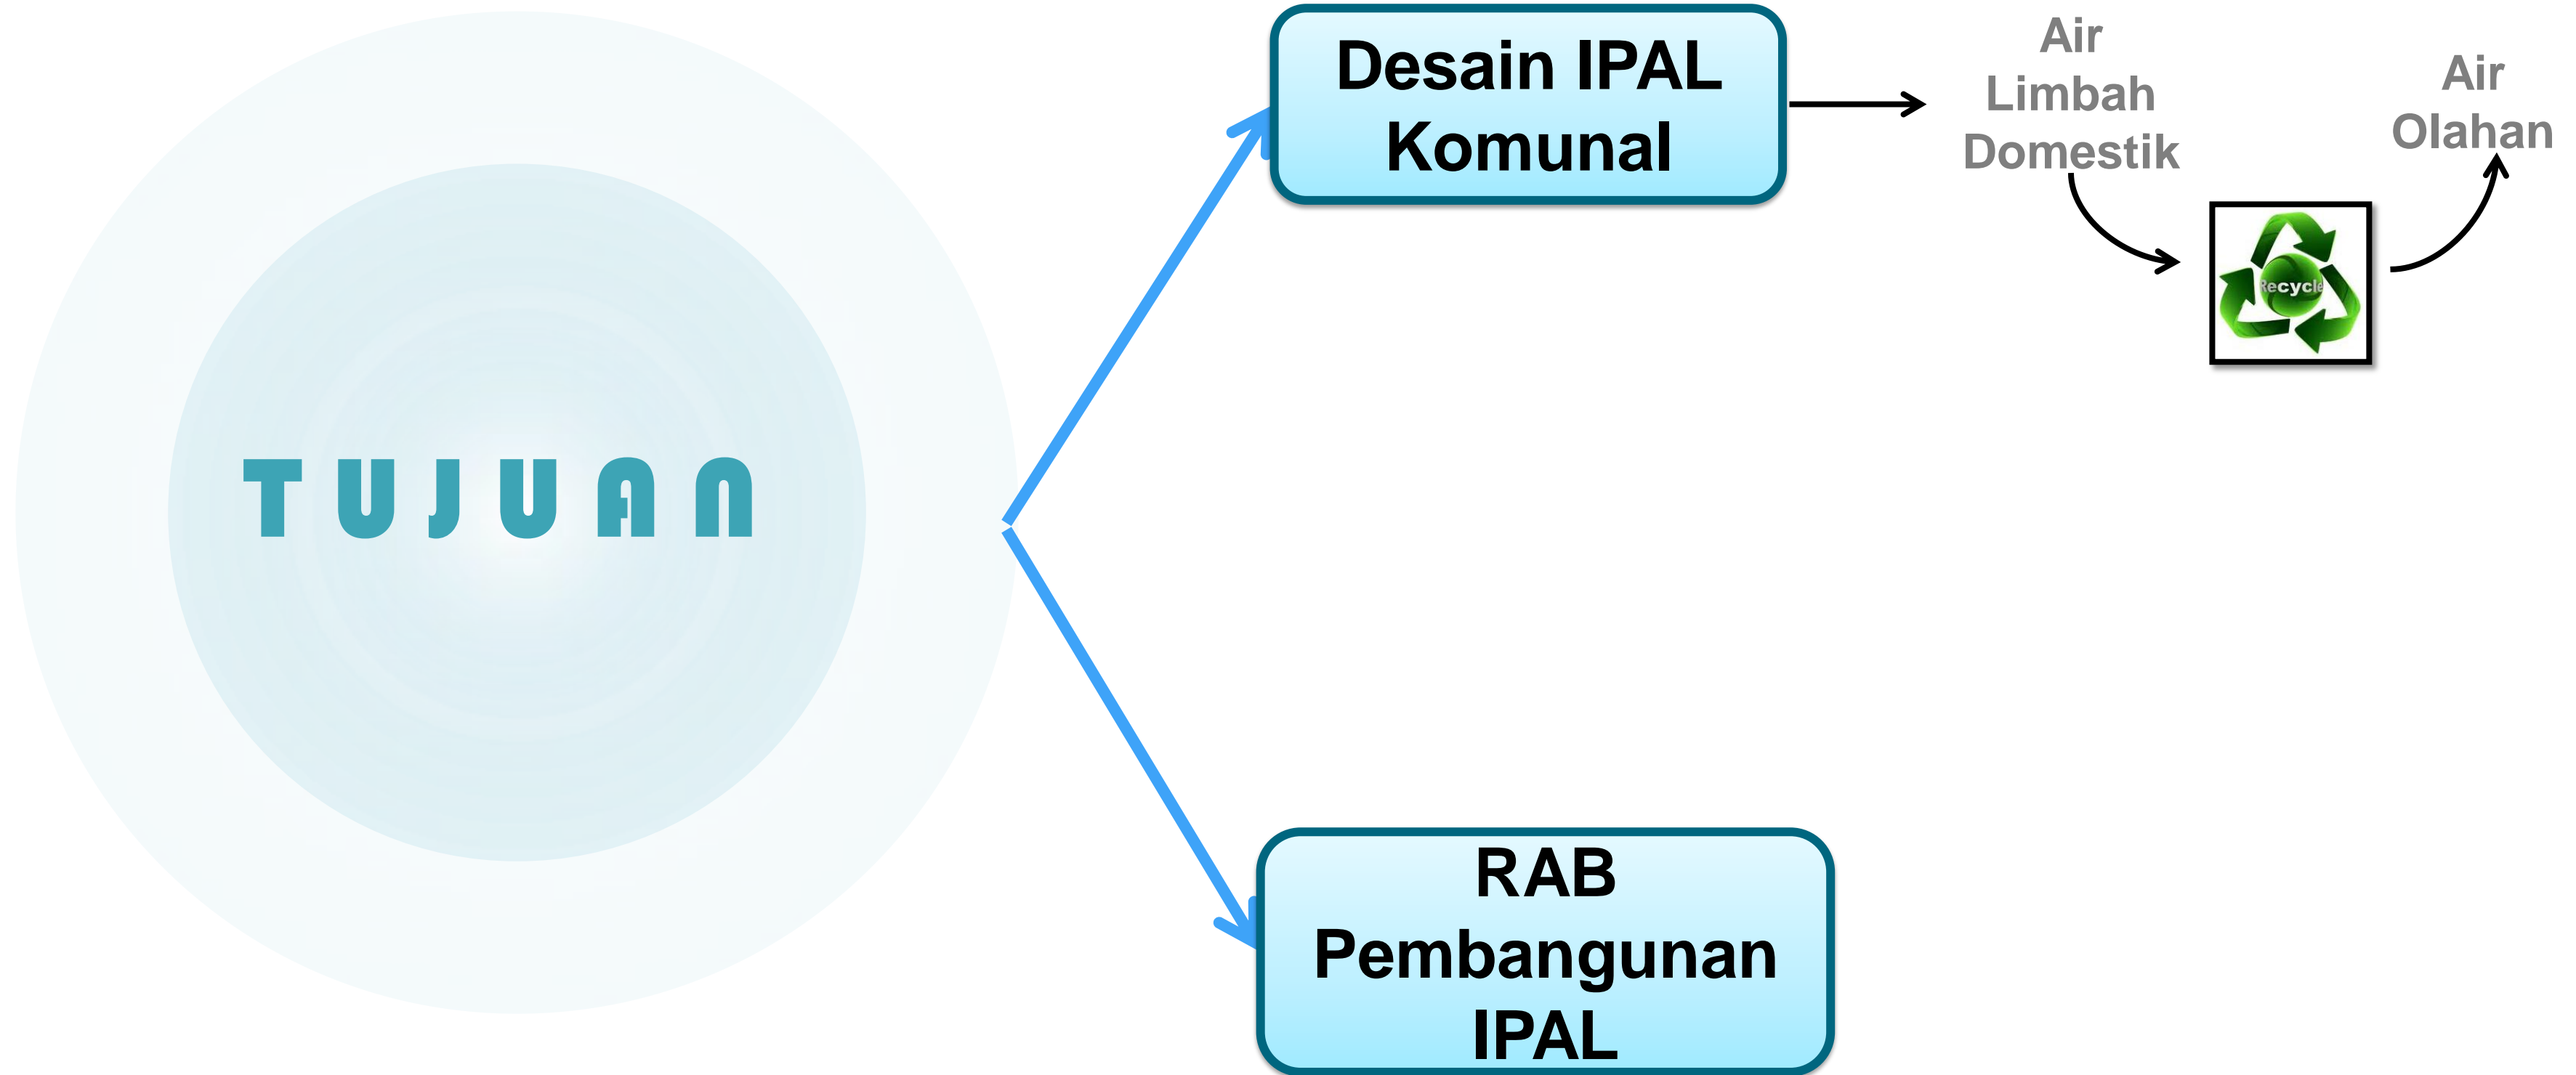 TUJUAN
Desain IPAL
Komunal
Air
Limbah
Domestik
Recycle
Air
Olahan
RAB
Pembangunan
IPAL